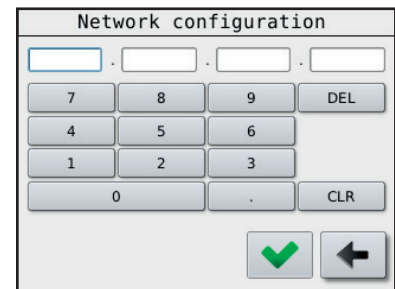 Network configuration
. . .
7 8 9 DEL
4 5 6
1 2 3
0 . CLR